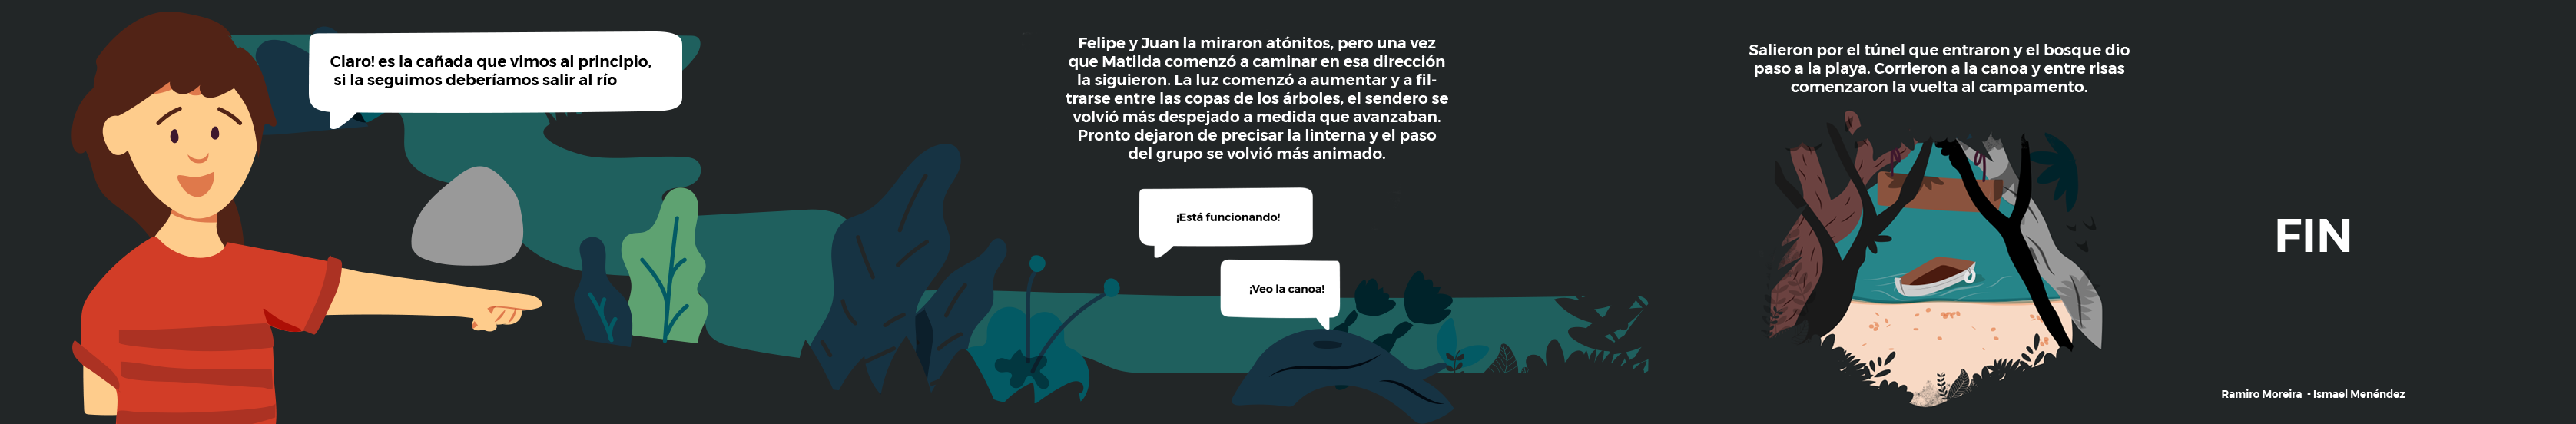 Claro! es la cañada que vimos al principio,
si la seguimos deberíamos salir al río
Felipe y Juan la miraron atónitos, pero una vez
que Matilda comenzó a caminar en esa dirección
la siguieron. La luz comenzó a aumentar y a fil-
trarse entre las copas de los árboles, el sendero se
volvió más despejado a medida que avanzaban.
Pronto dejaron de precisar la linterna y el paso
del grupo se volvió más animado.
¡Está funcionando!
¡Veo la canoa!
Salieron por el túnel que entraron y el bosque dio
paso a la playa. Corrieron a la canoa y entre risas
comenzaron la vuelta al campamento.
FIN
Ramiro Moreira - Ismael Menéndez